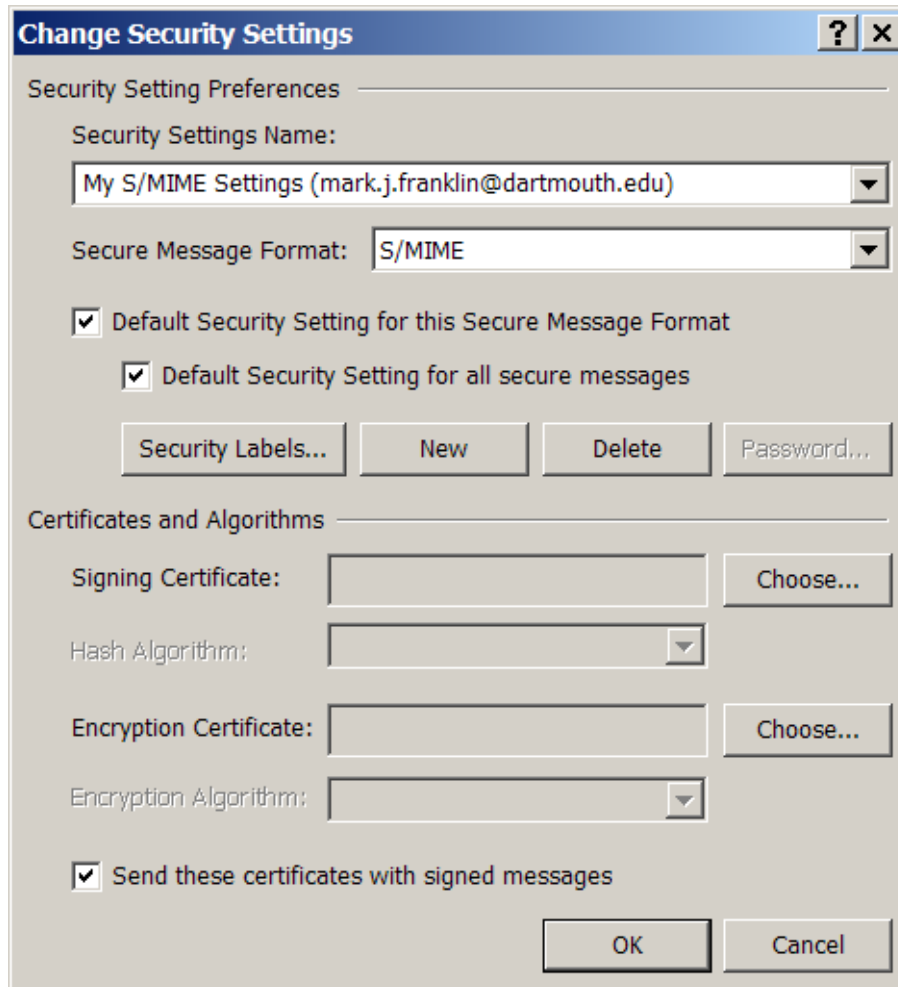 Change Security Settings
Security Setting Preferences
Security Settings Name:
My S/MIME Settings (mark.j.franklin@dartmouth.edu)
Secure Message Format: S/MIME
Default Security Setting for this Secure Message Format
Default Security Setting for all secure messages
Security Labels... New Delete Password...
Certificates and Algorithms
Signing Certificate: Choose...
Hash Algorithm:
Encryption Certificate: Choose...
Encryption Algorithm:
Send these certificates with signed messages
OK Cancel